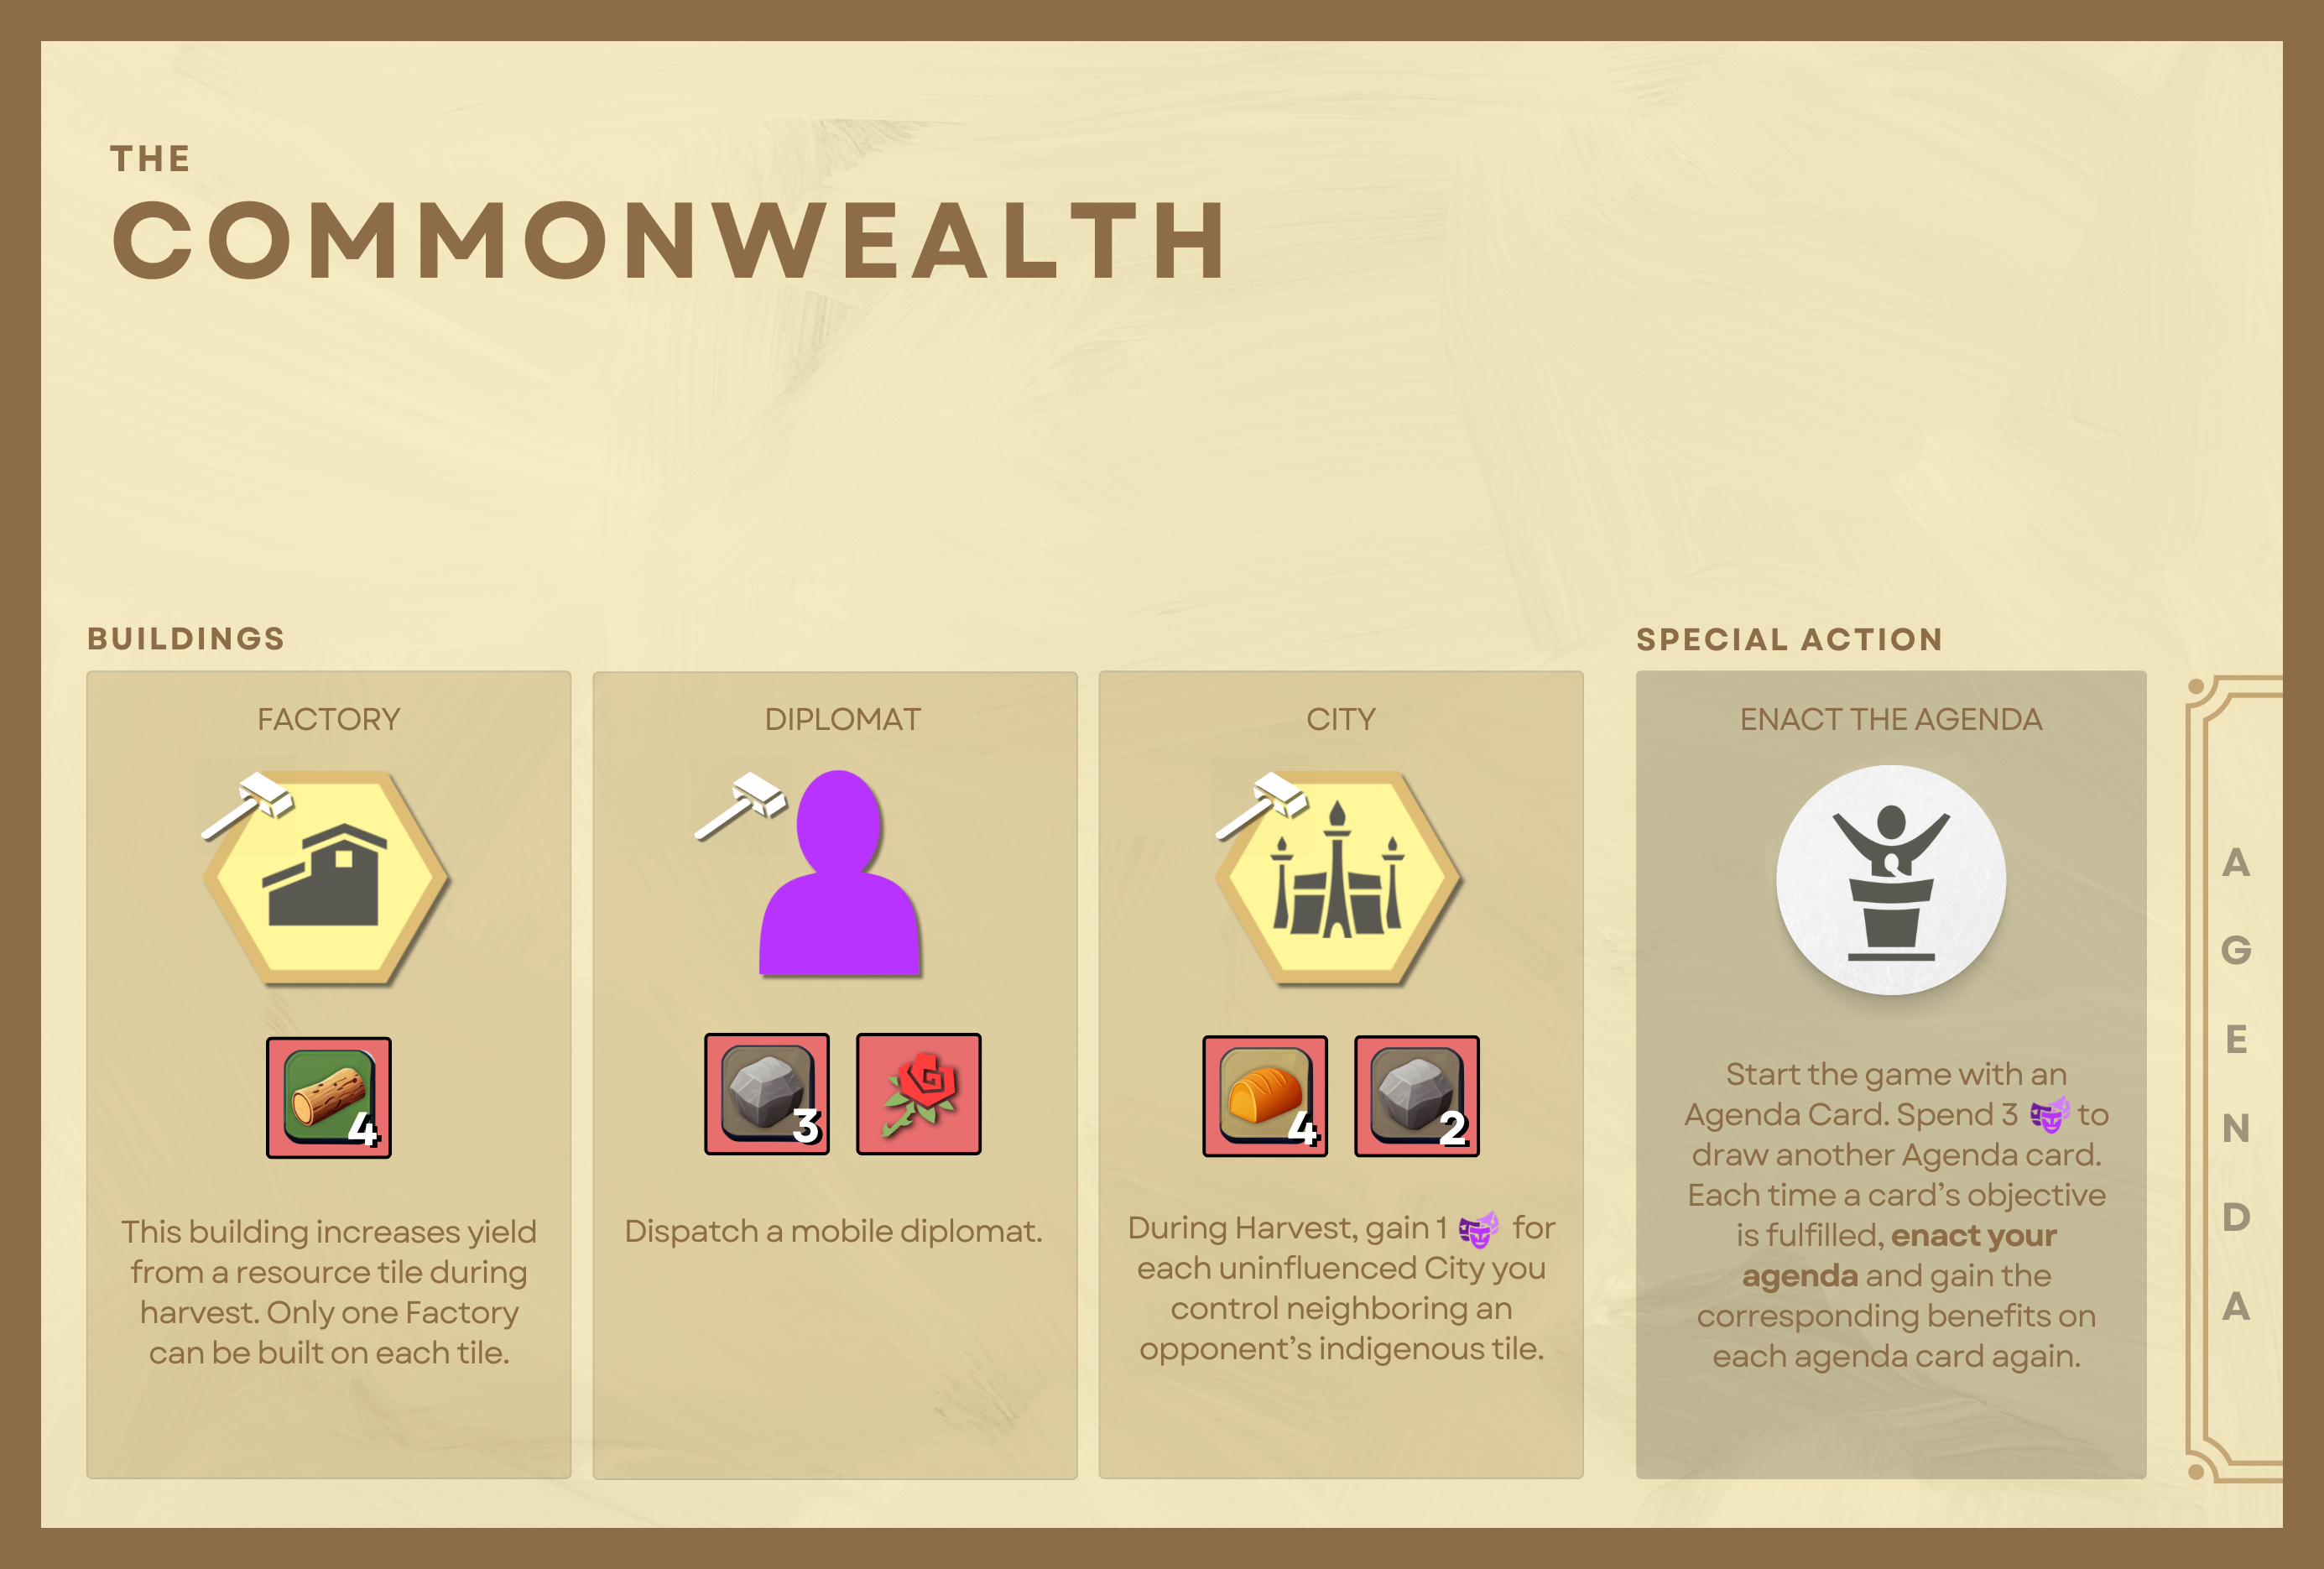 THE
COMMONWEALTH
BUILDINGS
FACTORY
4
This building increases yield
from a resource tile during
harvest. Only one Factory
can be built on each tile.
DIPLOMAT
3
Dispatch a mobile diplomat.
CITY
4
2
During Harvest, gain 1 for
each uninfluenced City you
control neighboring an
opponent’s indigenous tile.
SPECIAL ACTION
ENACT THE AGENDA
Start the game with an
Agenda Card. Spend 3 to
draw another Agenda card.
Each time a card’s objective
is fulfilled, enact your
agenda and gain the
corresponding benefits on
each agenda card again.
AGENDA